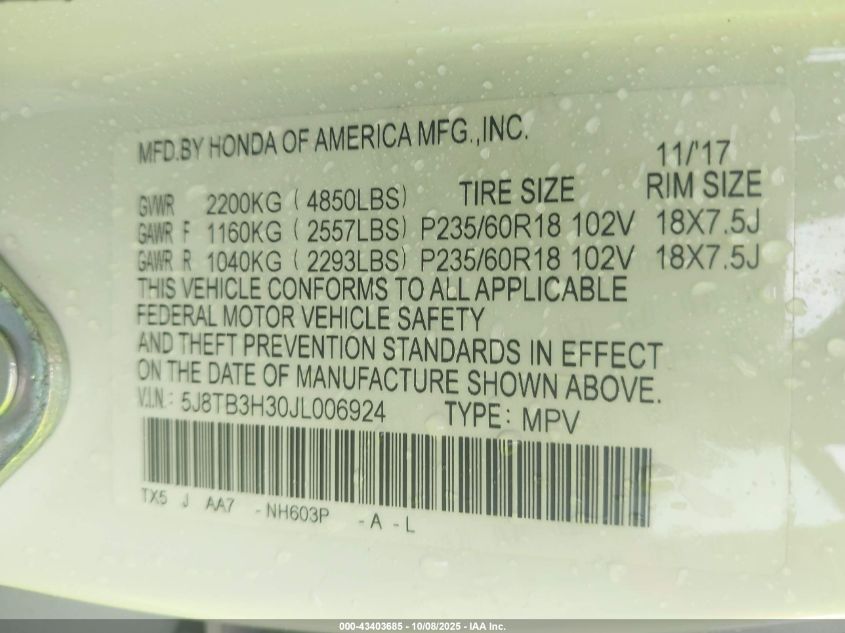 MFD.BY HONDA OF AMERICA MFG.,INC.
11/'17
GVWR 2200KG ( 4850LBS) TIRE SIZE RIM SIZE
GAWR F 1160KG ( 2557LBS) P235/60R18 102V 18X7.5J
GAWR R 1040KG ( 2293LBS) P235/60R18 102V 18X7.5J
THIS VEHICLE CONFORMS TO ALL APPLICABLE
FEDERAL MOTOR VEHICLE SAFETY
AND THEFT PREVENTION STANDARDS IN EFFECT
ON THE DATE OF MANUFACTURE SHOWN ABOVE.
V.I.N.: 5J8TB3H30JL006924 TYPE: MPV
TX5 J AA7 - NH603P - A - L
000-43403685 - 10/08/2025 - IAA Inc.